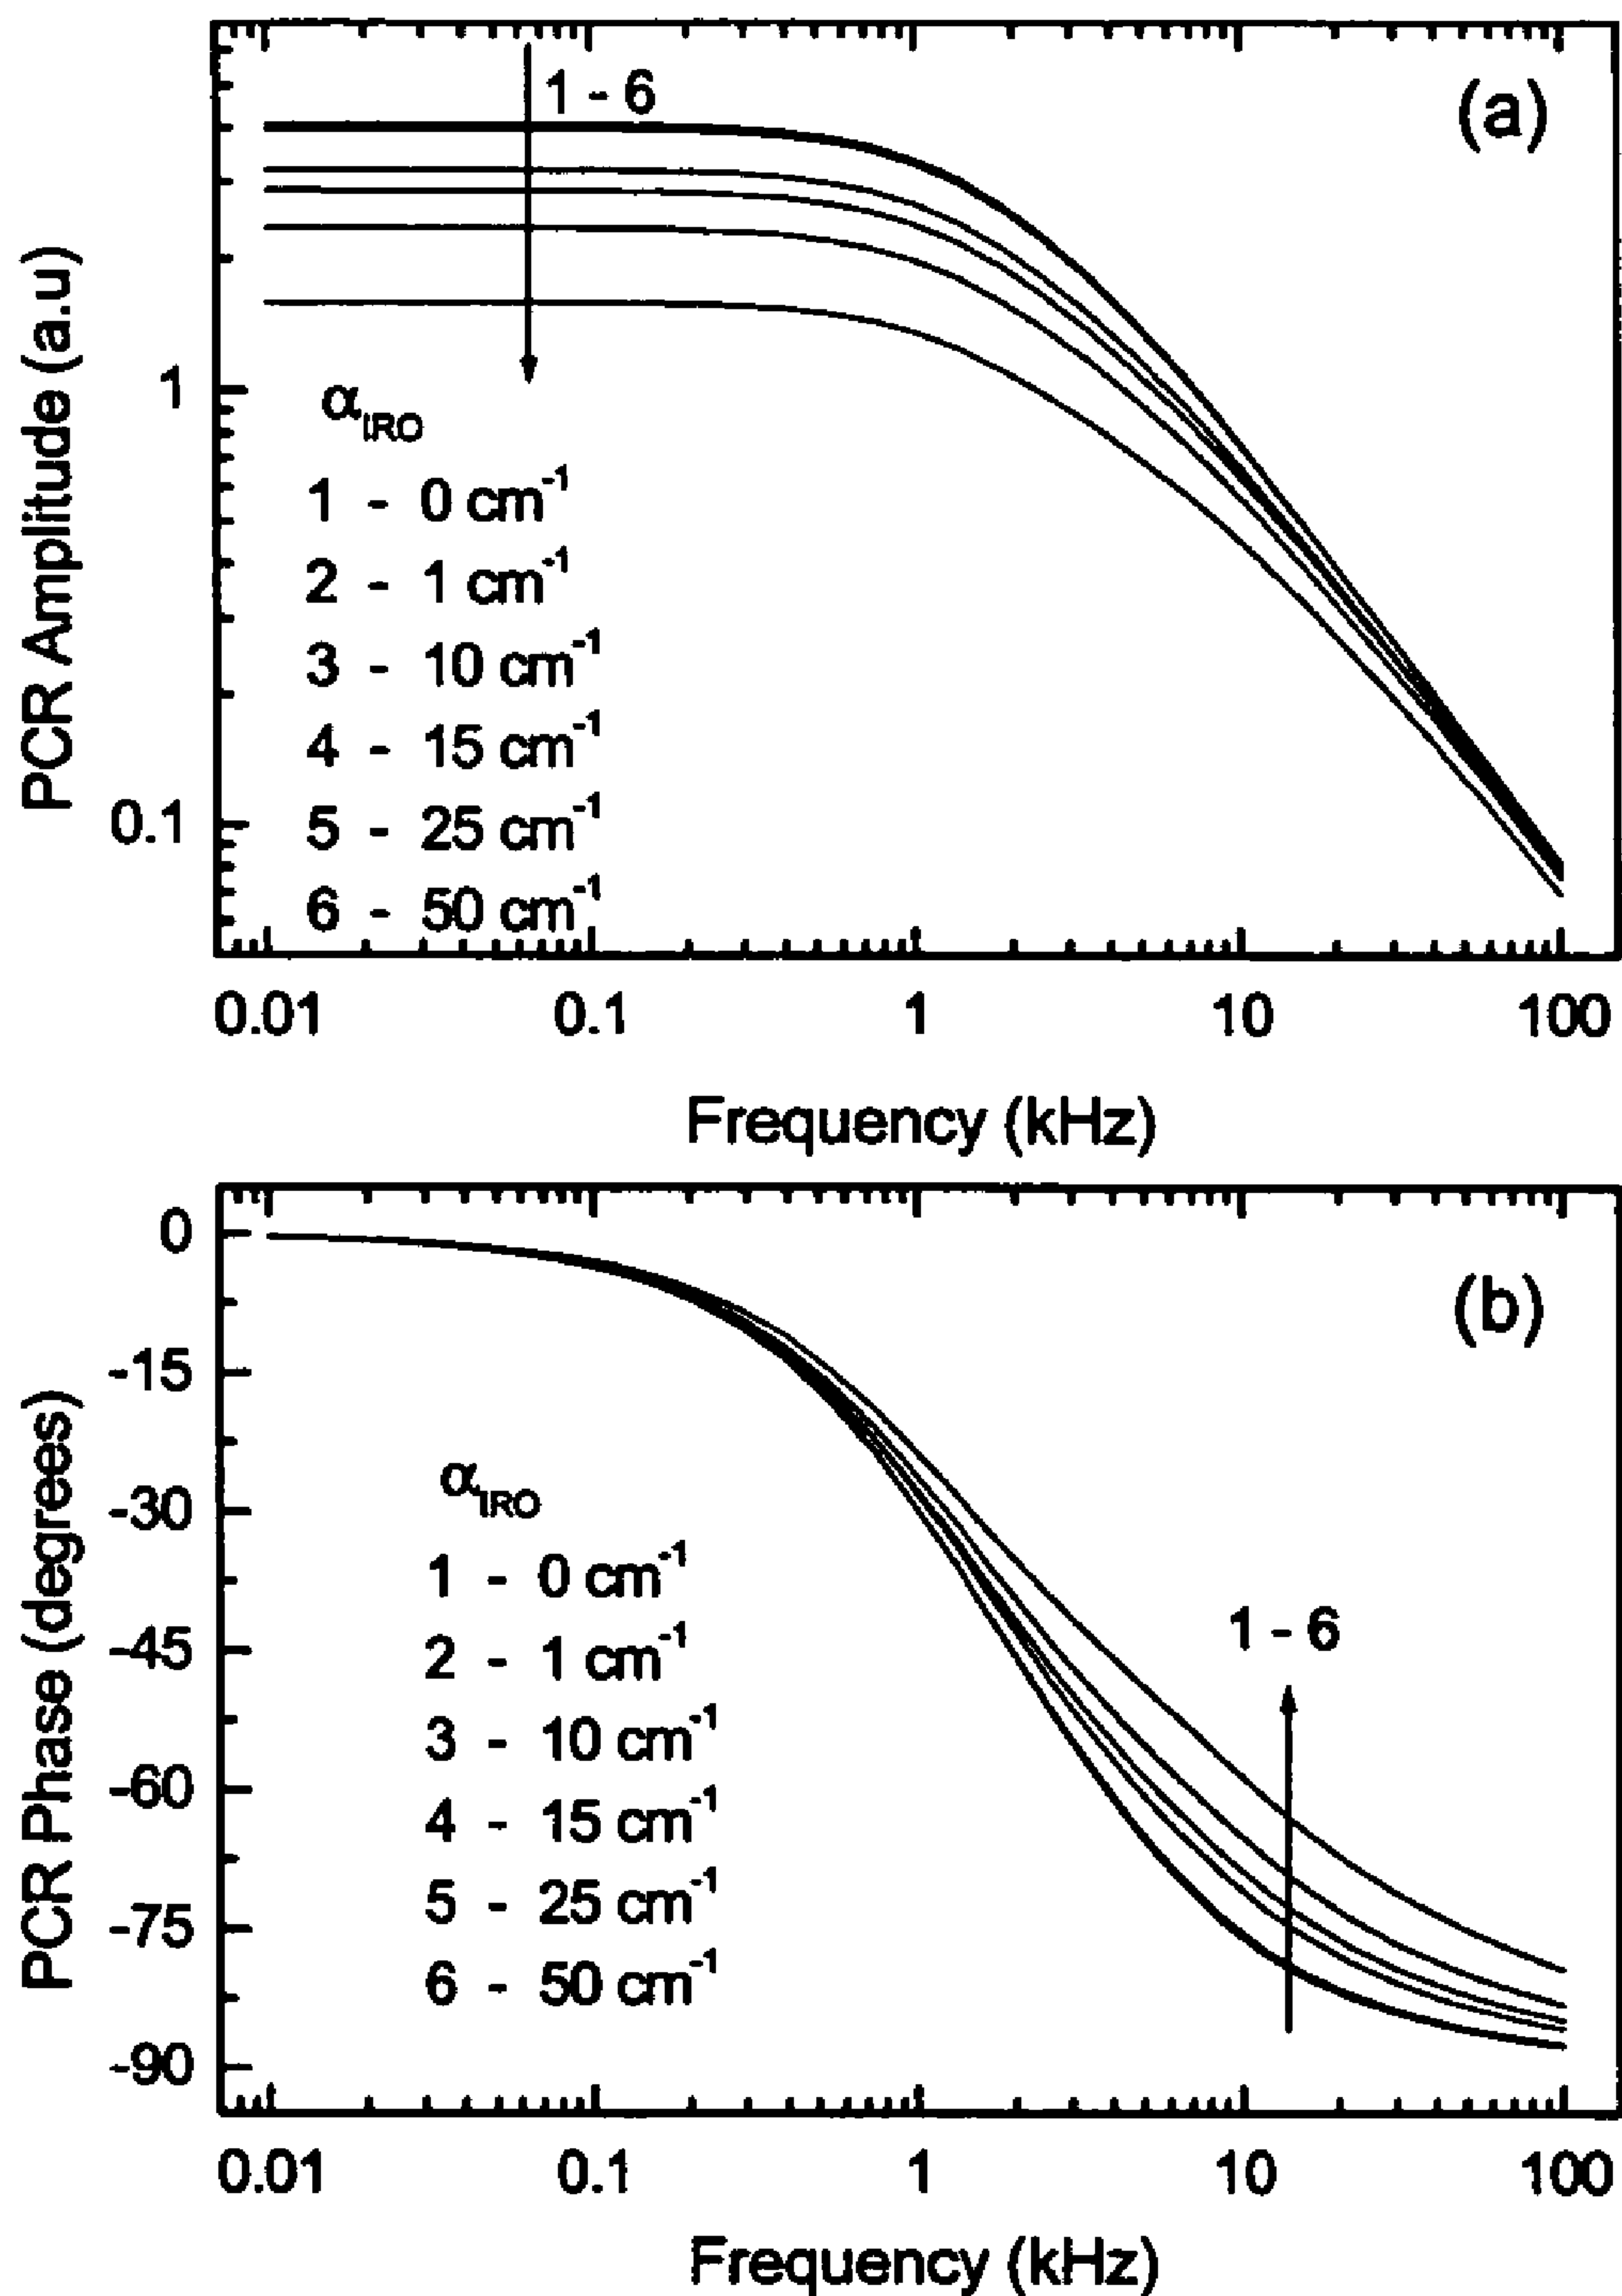 1 - 6
(a)
PCR Amplitude (a.u)
1
0.1
α_IRO
1 - 0 cm⁻¹
2 - 1 cm⁻¹
3 - 10 cm⁻¹
4 - 15 cm⁻¹
5 - 25 cm⁻¹
6 - 50 cm⁻¹
0.01 0.1 1 10 100
Frequency (kHz)
(b)
PCR Phase (degrees)
0
-15
-30
-45
-60
-75
-90
α_IRO
1 - 0 cm⁻¹
2 - 1 cm⁻¹
3 - 10 cm⁻¹
4 - 15 cm⁻¹
5 - 25 cm⁻¹
6 - 50 cm⁻¹
1 - 6
0.01 0.1 1 10 100
Frequency (kHz)